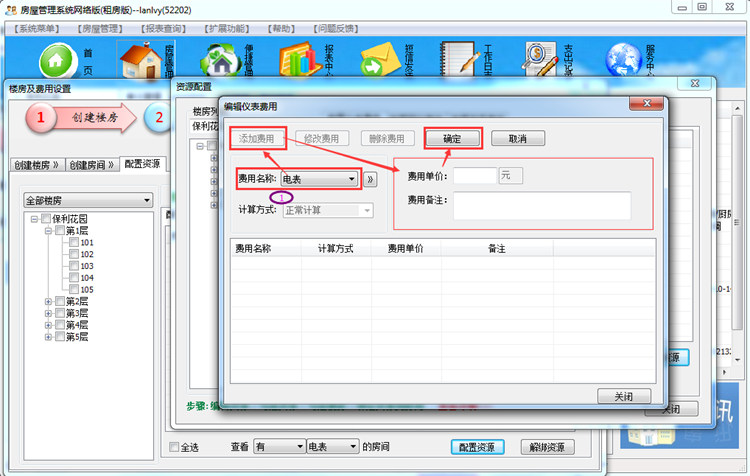 房屋管理系统网络版(租房版)--lanlvy(52202)
【系统菜单】 【房屋管理】 【报表查询】 【扩展功能】 【帮助】 【问题反馈】
首页
房屋管理
便捷管理
报表中心
短信发送
工作日志
支出记录
服务中心
楼房及费用设置
1 创建楼房 2
创建楼房 »
创建房间 »
配置资源
全部楼房
保利花园
第1层
101
102
103
104
105
第2层
第3层
第4层
第5层
资源配置
楼房列
保利花
编辑仪表费用
添加费用 修改费用 删除费用 确定 取消
费用名称: 电表 »
1
计算方式: 正常计算
费用单价: 元
费用备注:
费用名称 计算方式 费用单价 备注
关闭
步骤:编
关闭
全选 查看 有 电表 的房间 配置资源 解绑资源
0-1
2132
源
讯